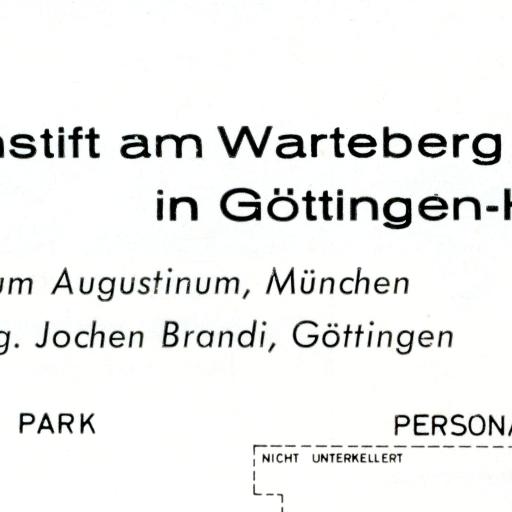 nstift am Warteberg
in Göttingen-H
um Augustinum, München
g. Jochen Brandi, Göttingen
PARK PERSONA
NICHT UNTERKELLERT